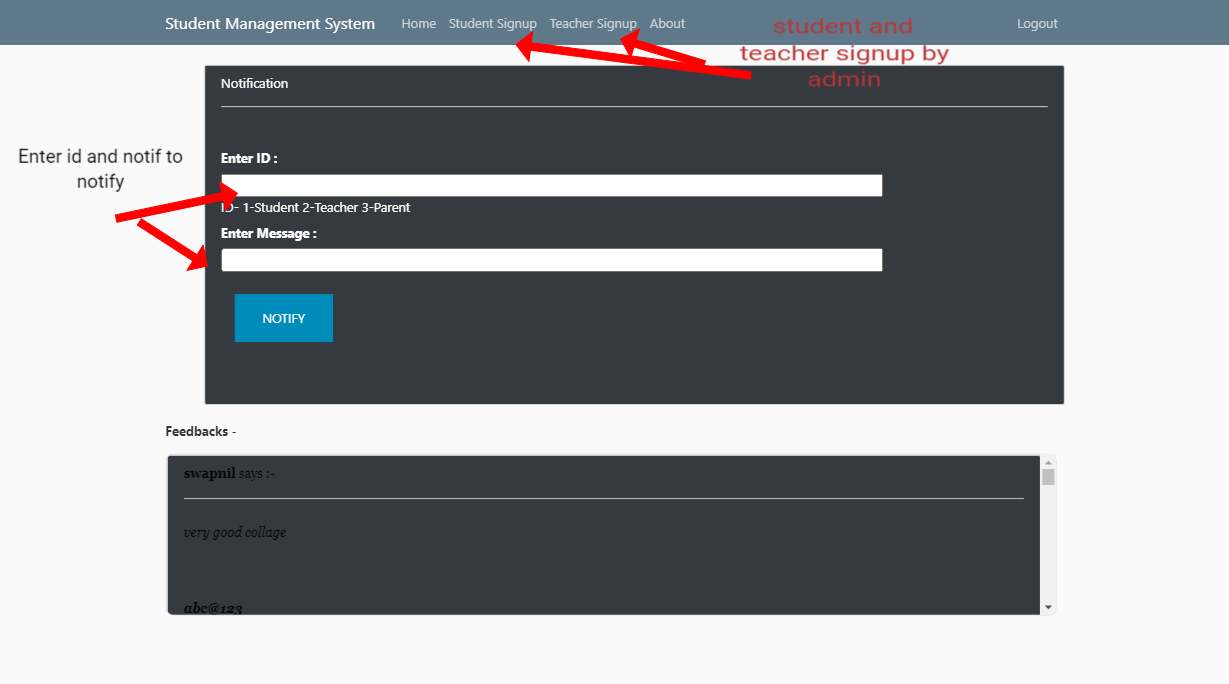 Student Management System Home Student Signup Teacher Signup About Logout
student and
teacher signup by
admin
Notification
Enter id and notif to
notify
Enter ID :
ID- 1-Student 2-Teacher 3-Parent
Enter Message :
NOTIFY
Feedbacks -
swapnil says :-
very good collage
abc@123